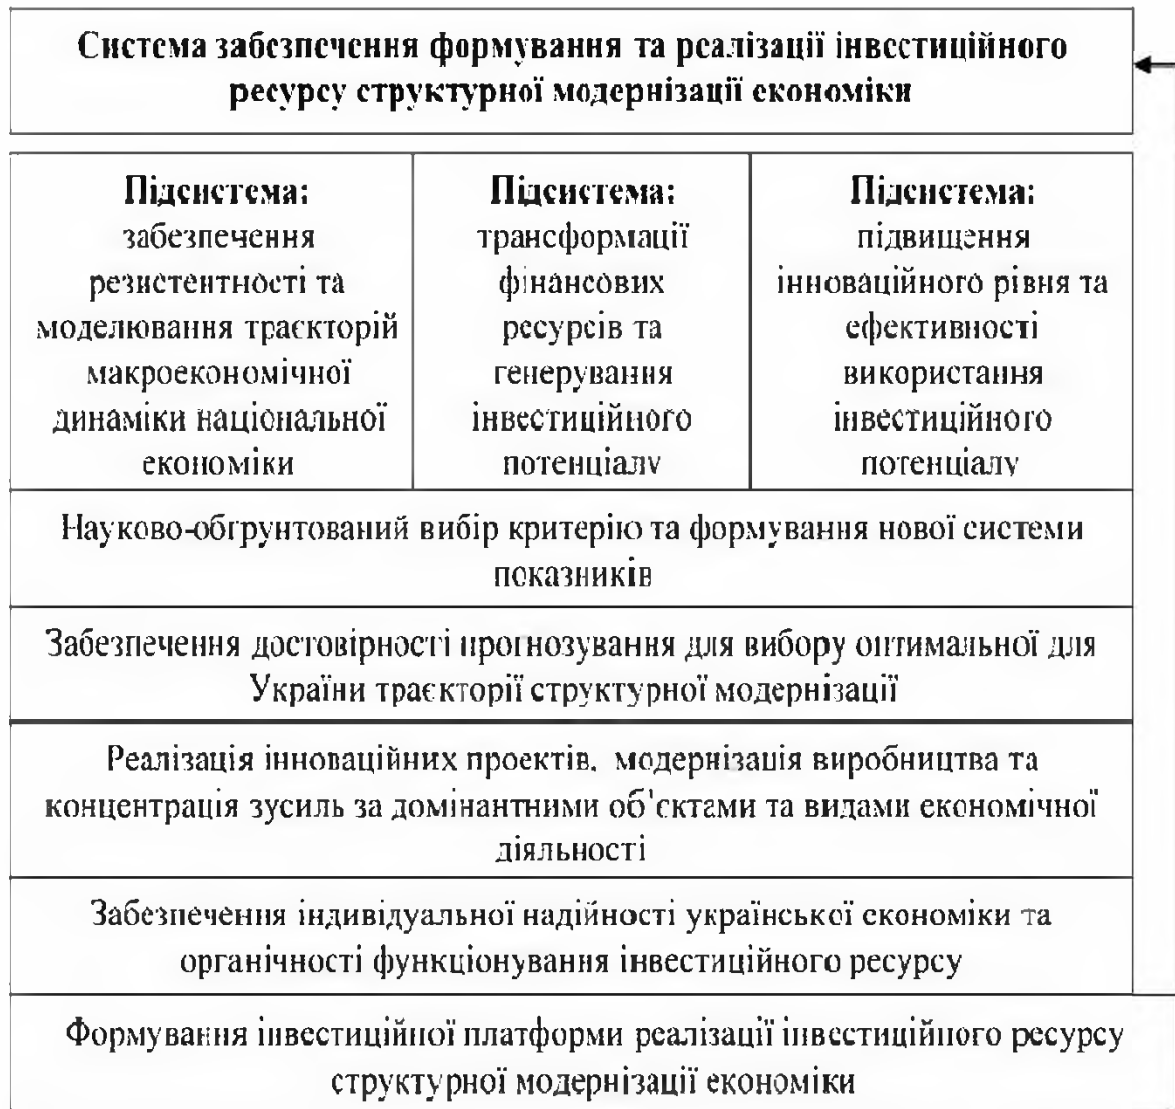 Система забезпечення формування та реалізації інвестиційного
ресурсу структурної модернізації економіки
Підсистема:
забезпечення
резистентності та
моделювання траєкторій
макроекономічної
динаміки національної
економіки
Підсистема:
трансформації
фінансових
ресурсів та
генерування
інвестиційного
потенціалу
Підсистема:
підвищення
інноваційного рівня та
ефективності
використання
інвестиційного
потенціалу
Науково-обґрунтований вибір критерію та формування нової системи
показників
Забезпечення достовірності прогнозування для вибору оптимальної для
України траєкторії структурної модернізації
Реалізація інноваційних проектів, модернізація виробництва та
концентрація зусиль за домінантними об'єктами та видами економічної
діяльності
Забезпечення індивідуальної надійності української економіки та
органічності функціонування інвестиційного ресурсу
Формування інвестиційної платформи реалізації інвестиційного ресурсу
структурної модернізації економіки